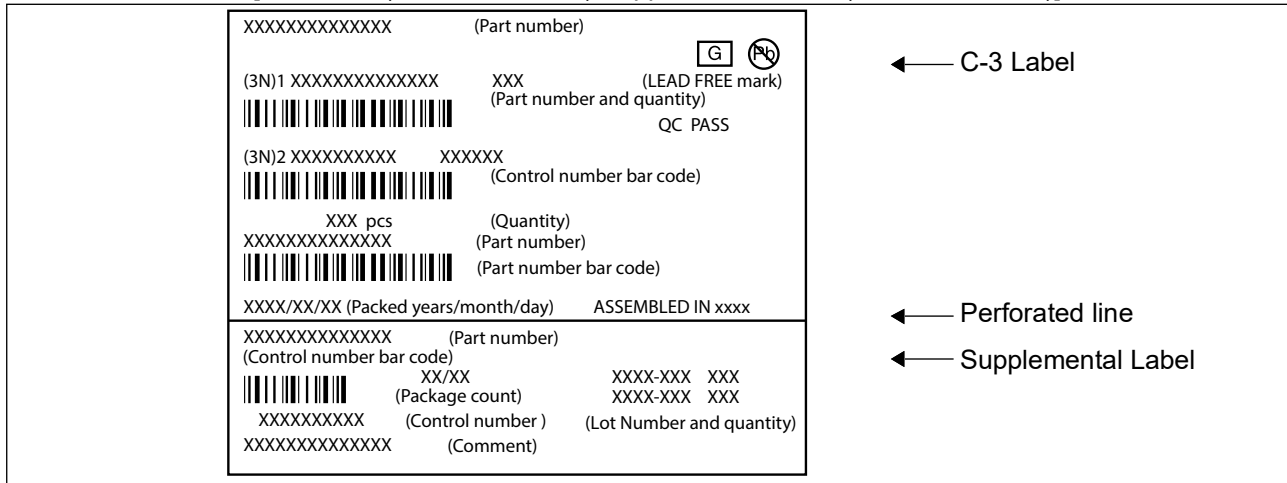 XXXXXXXXXXXXXX (Part number)
G Pb
C-3 Label
(3N)1 XXXXXXXXXXXXXX XXX (LEAD FREE mark)
(Part number and quantity)
QC PASS
(3N)2 XXXXXXXXXX XXXXXX
(Control number bar code)
XXX pcs (Quantity)
XXXXXXXXXXXXXX (Part number)
(Part number bar code)
XXXX/XX/XX (Packed years/month/day) ASSEMBLED IN xxxx
Perforated line
XXXXXXXXXXXXXX (Part number)
(Control number bar code)
Supplemental Label
XX/XX XXXX-XXX XXX
(Package count) XXXX-XXX XXX
XXXXXXXXXX (Control number ) (Lot Number and quantity)
XXXXXXXXXXXXXX (Comment)